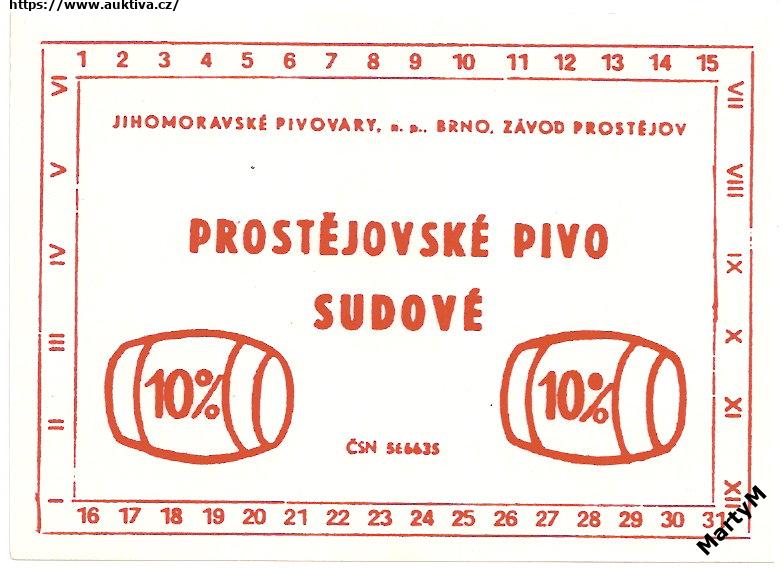 https://www.auktiva.cz/
1 2 3 4 5 6 7 8 9 10 11 12 13 14 15
VI
V
IV
III
II
I
VII
VIII
IX
X
XI
XII
JIHOMORAVSKÉ PIVOVARY, n. p., BRNO, ZÁVOD PROSTĚJOV
PROSTĚJOVSKÉ PIVO
SUDOVÉ
10%
10%
ČSN 566635
16 17 18 19 20 21 22 23 24 25 26 27 28 29 30 31
MartyM